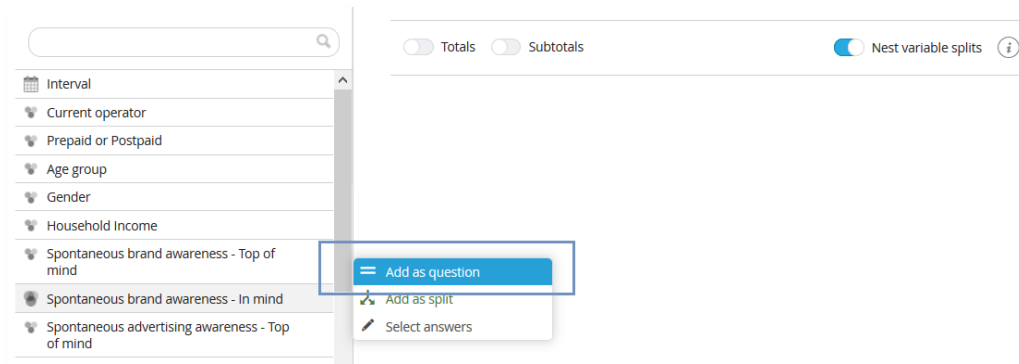 Totals
Subtotals
Nest variable splits
i
Interval
Current operator
Prepaid or Postpaid
Age group
Gender
Household Income
Spontaneous brand awareness - Top of
mind
Spontaneous brand awareness - In mind
Spontaneous advertising awareness - Top
of mind
Add as question
Add as split
Select answers